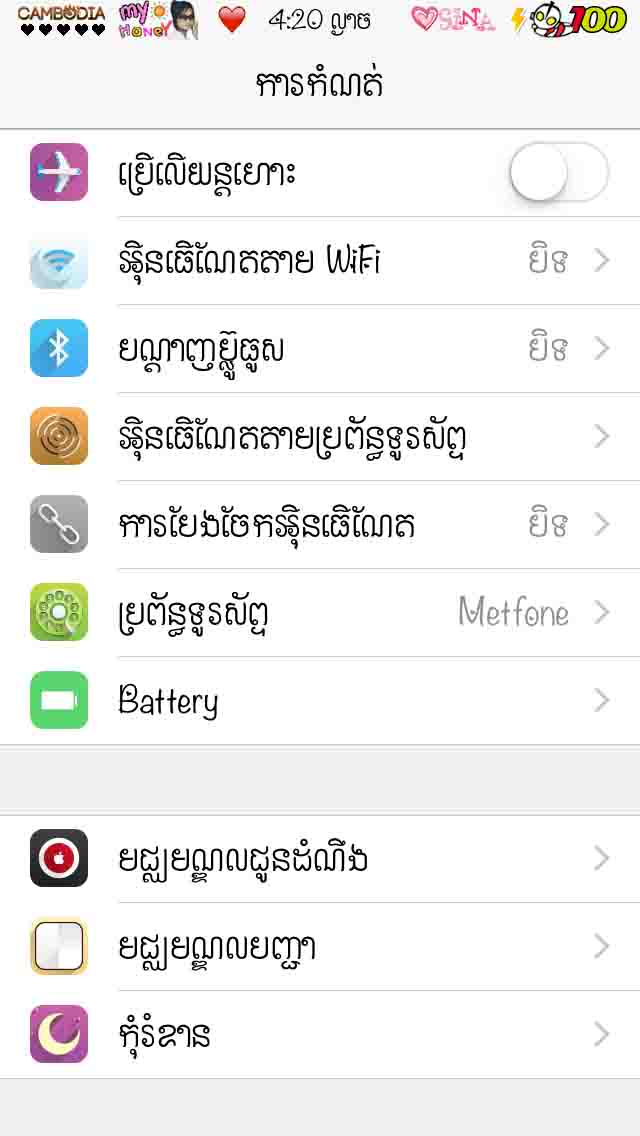 CAMBODIA my Honey 4:20 ល្ងាច SINA 100
ការកំណត់
ប្រើលើយន្តហោះ
អ៊ិនធើណែតតាម WiFi បិទ
បណ្ដាញប្ល៊ូធូស បិទ
អ៊ិនធើណែតតាមប្រព័ន្ធទូរស័ព្ទ
ការបែងចែកអ៊ិនធើណែត បិទ
ប្រព័ន្ធទូរស័ព្ទ Metfone
Battery
មជ្ឈមណ្ឌលជូនដំណឹង
មជ្ឈមណ្ឌលបញ្ជា
កុំរំខាន